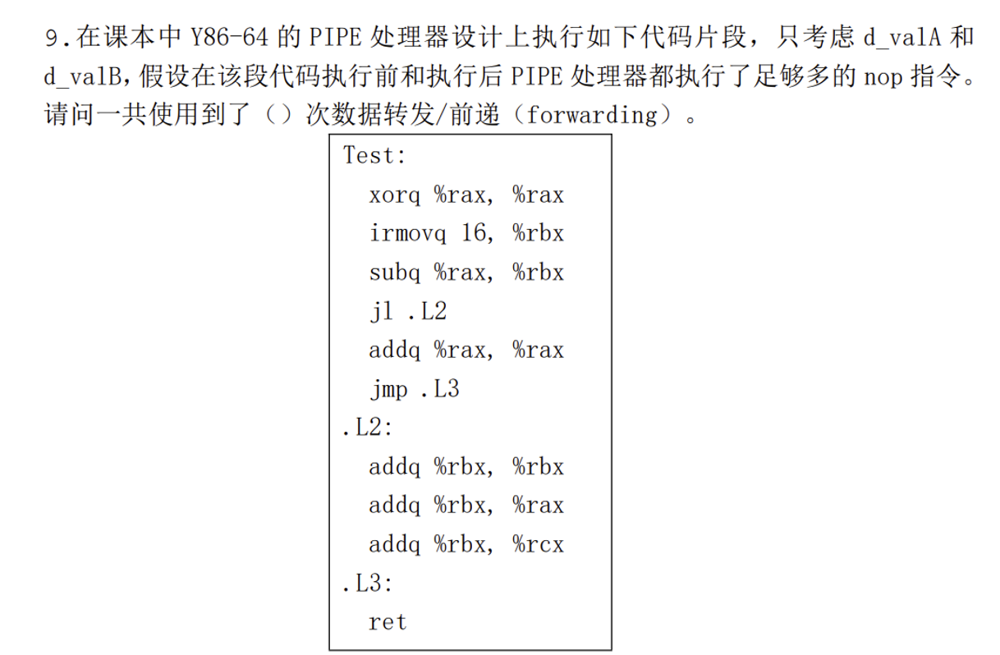 9.在课本中 Y86-64 的 PIPE 处理器设计上执行如下代码片段，只考虑 d_valA 和
d_valB，假设在该段代码执行前和执行后 PIPE 处理器都执行了足够多的 nop 指令。
请问一共使用到了（）次数据转发/前递（forwarding）。
Test:
xorq %rax, %rax
irmovq 16, %rbx
subq %rax, %rbx
jl .L2
addq %rax, %rax
jmp .L3
.L2:
addq %rbx, %rbx
addq %rbx, %rax
addq %rbx, %rcx
.L3:
ret